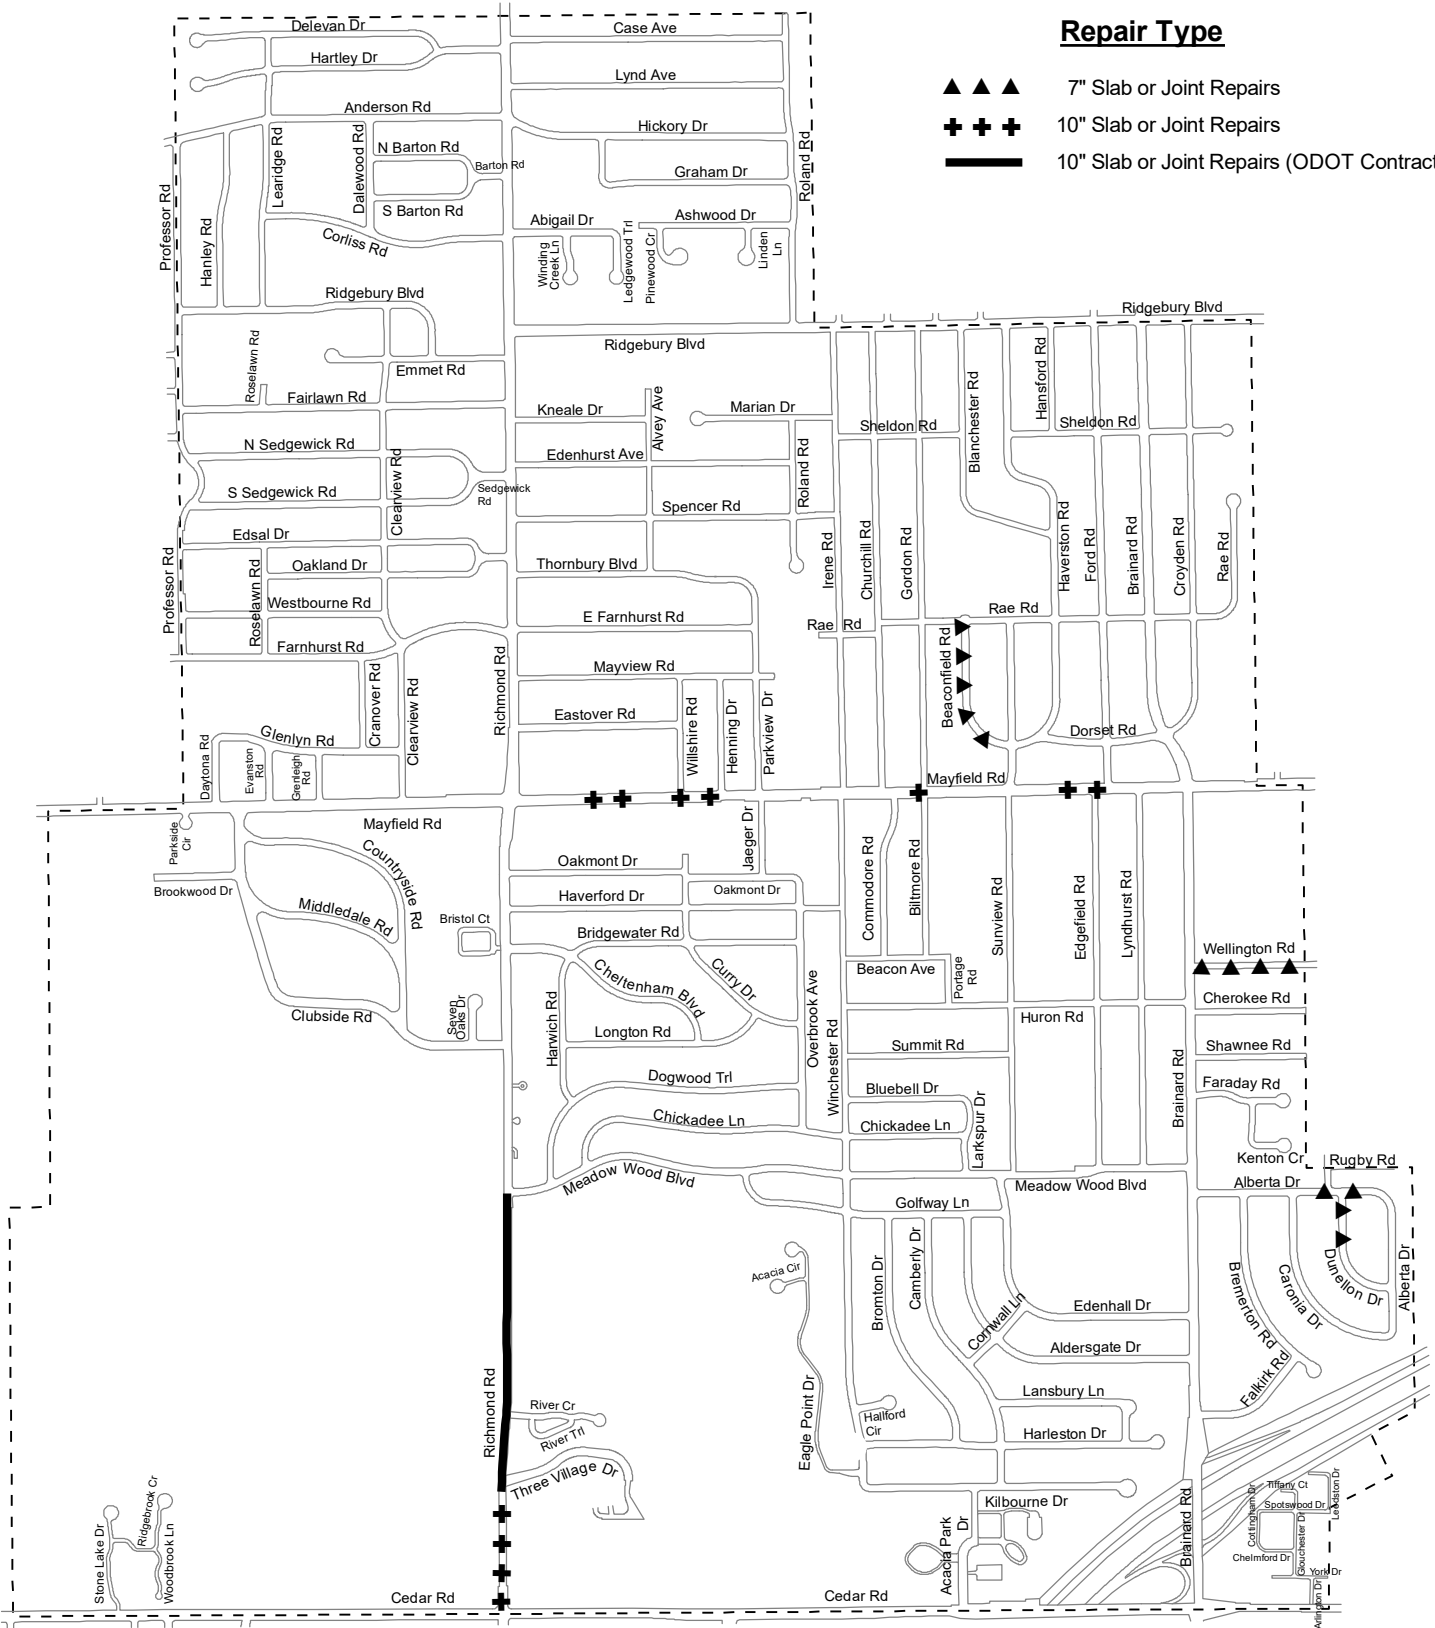 Repair Type
7" Slab or Joint Repairs
10" Slab or Joint Repairs
10" Slab or Joint Repairs (ODOT Contract
Delevan Dr
Case Ave
Hartley Dr
Lynd Ave
Anderson Rd
Hickory Dr
Learidge Rd
Dalewood Rd
N Barton Rd
Barton Rd
Graham Dr
Roland Rd
Professor Rd
Hanley Rd
S Barton Rd
Corliss Rd
Abigail Dr
Ashwood Dr
Winding
Creek Ln
Ledgewood Trl
Pinewood Cr
Linden
Ln
Ridgebury Blvd
Ridgebury Blvd
Ridgebury Blvd
Roselawn Rd
Emmet Rd
Fairlawn Rd
Kneale Dr
Alvey Ave
Marian Dr
Sheldon Rd
Blanchester Rd
Hansford Rd
Sheldon Rd
N Sedgewick Rd
Edenhurst Ave
Roland Rd
Clearview Rd
S Sedgewick Rd
Sedgewick
Rd
Spencer Rd
Edsal Dr
Irene Rd
Churchill Rd
Gordon Rd
Haverston Rd
Ford Rd
Brainard Rd
Croyden Rd
Rae Rd
Professor Rd
Roselawn Rd
Oakland Dr
Thornbury Blvd
Westbourne Rd
E Farnhurst Rd
Rae Rd
Rae Rd
Farnhurst Rd
Richmond Rd
Mayview Rd
Beaconfield Rd
Cranover Rd
Clearview Rd
Eastover Rd
Willshire Rd
Henning Dr
Parkview Dr
Dorset Rd
Glenlyn Rd
Daytona Rd
Evanston
Rd
Grenleigh
Rd
Mayfield Rd
Mayfield Rd
Parkside
Cir
Countryside Rd
Jaeger Dr
Brookwood Dr
Oakmont Dr
Oakmont Dr
Haverford Dr
Commodore Rd
Biltmore Rd
Sunview Rd
Edgefield Rd
Lyndhurst Rd
Middledale Rd
Bristol Ct
Bridgewater Rd
Wellington Rd
Cheltenham Blvd
Curry Dr
Beacon Ave
Portage
Rd
Cherokee Rd
Clubside Rd
Seven
Oaks Dr
Harwich Rd
Longton Rd
Overbrook Ave
Winchester Rd
Huron Rd
Summit Rd
Shawnee Rd
Dogwood Trl
Bluebell Dr
Brainard Rd
Faraday Rd
Chickadee Ln
Chickadee Ln
Larkspur Dr
Kenton Cr
Rugby Rd
Meadow Wood Blvd
Meadow Wood Blvd
Alberta Dr
Golfway Ln
Acacia Cir
Bromton Dr
Camberly Dr
Cornwall Ln
Edenhall Dr
Bremerton Rd
Caronia Dr
Dunellon Dr
Alberta Dr
Aldersgate Dr
Falkirk Rd
Richmond Rd
River Cr
River Trl
Eagle Point Dr
Hallford
Cir
Lansbury Ln
Harleston Dr
Three Village Dr
Stone Lake Dr
Ridgebrook Cr
Woodbrook Ln
Kilbourne Dr
Acacia Park
Dr
Brainard Rd
Cottingham Dr
Tiffany Ct
Spotswood Dr
Leedston Dr
Gloucester Dr
Chelmford Dr
York Dr
Arlington Dr
Cedar Rd
Cedar Rd